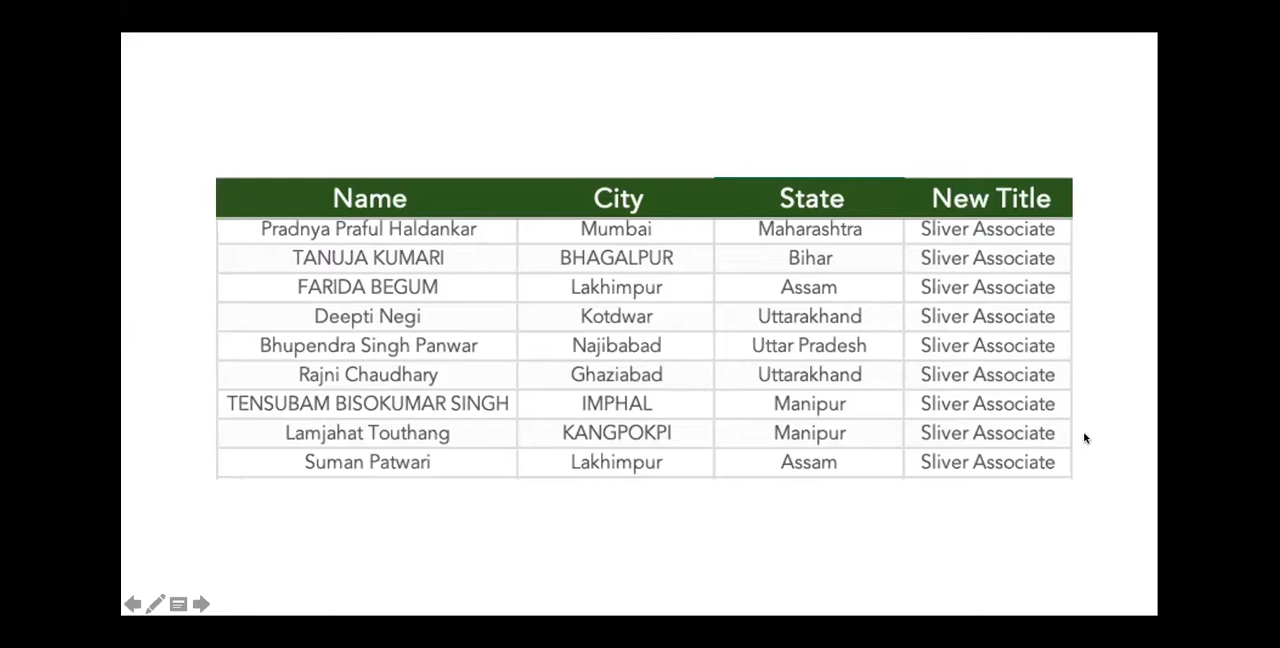 Name City State New Title
Pradnya Praful Haldankar Mumbai Maharashtra Sliver Associate
TANUJA KUMARI BHAGALPUR Bihar Sliver Associate
FARIDA BEGUM Lakhimpur Assam Sliver Associate
Deepti Negi Kotdwar Uttarakhand Sliver Associate
Bhupendra Singh Panwar Najibabad Uttar Pradesh Sliver Associate
Rajni Chaudhary Ghaziabad Uttarakhand Sliver Associate
TENSUBAM BISOKUMAR SINGH IMPHAL Manipur Sliver Associate
Lamjahat Touthang KANGPOKPI Manipur Sliver Associate
Suman Patwari Lakhimpur Assam Sliver Associate